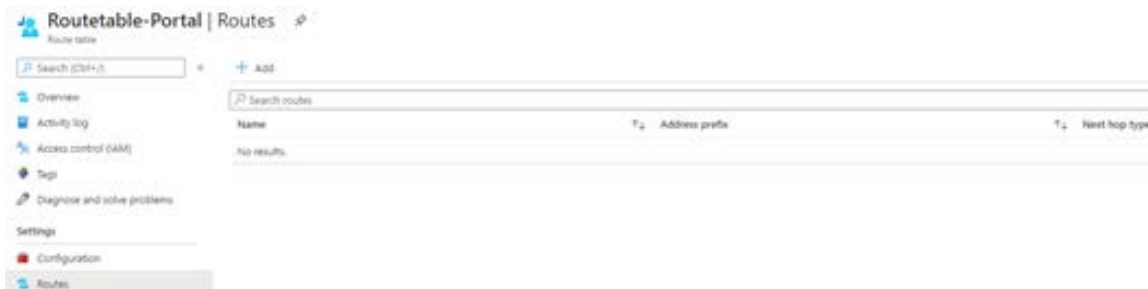 Routetable-Portal | Routes
Route table
Search (Ctrl+/)
«
+ Add
Overview
Search routes
Activity log
Name ↑↓ Address prefix ↑↓ Next hop type
Access control (IAM)
No results.
Tags
Diagnose and solve problems
Settings
Configuration
Routes